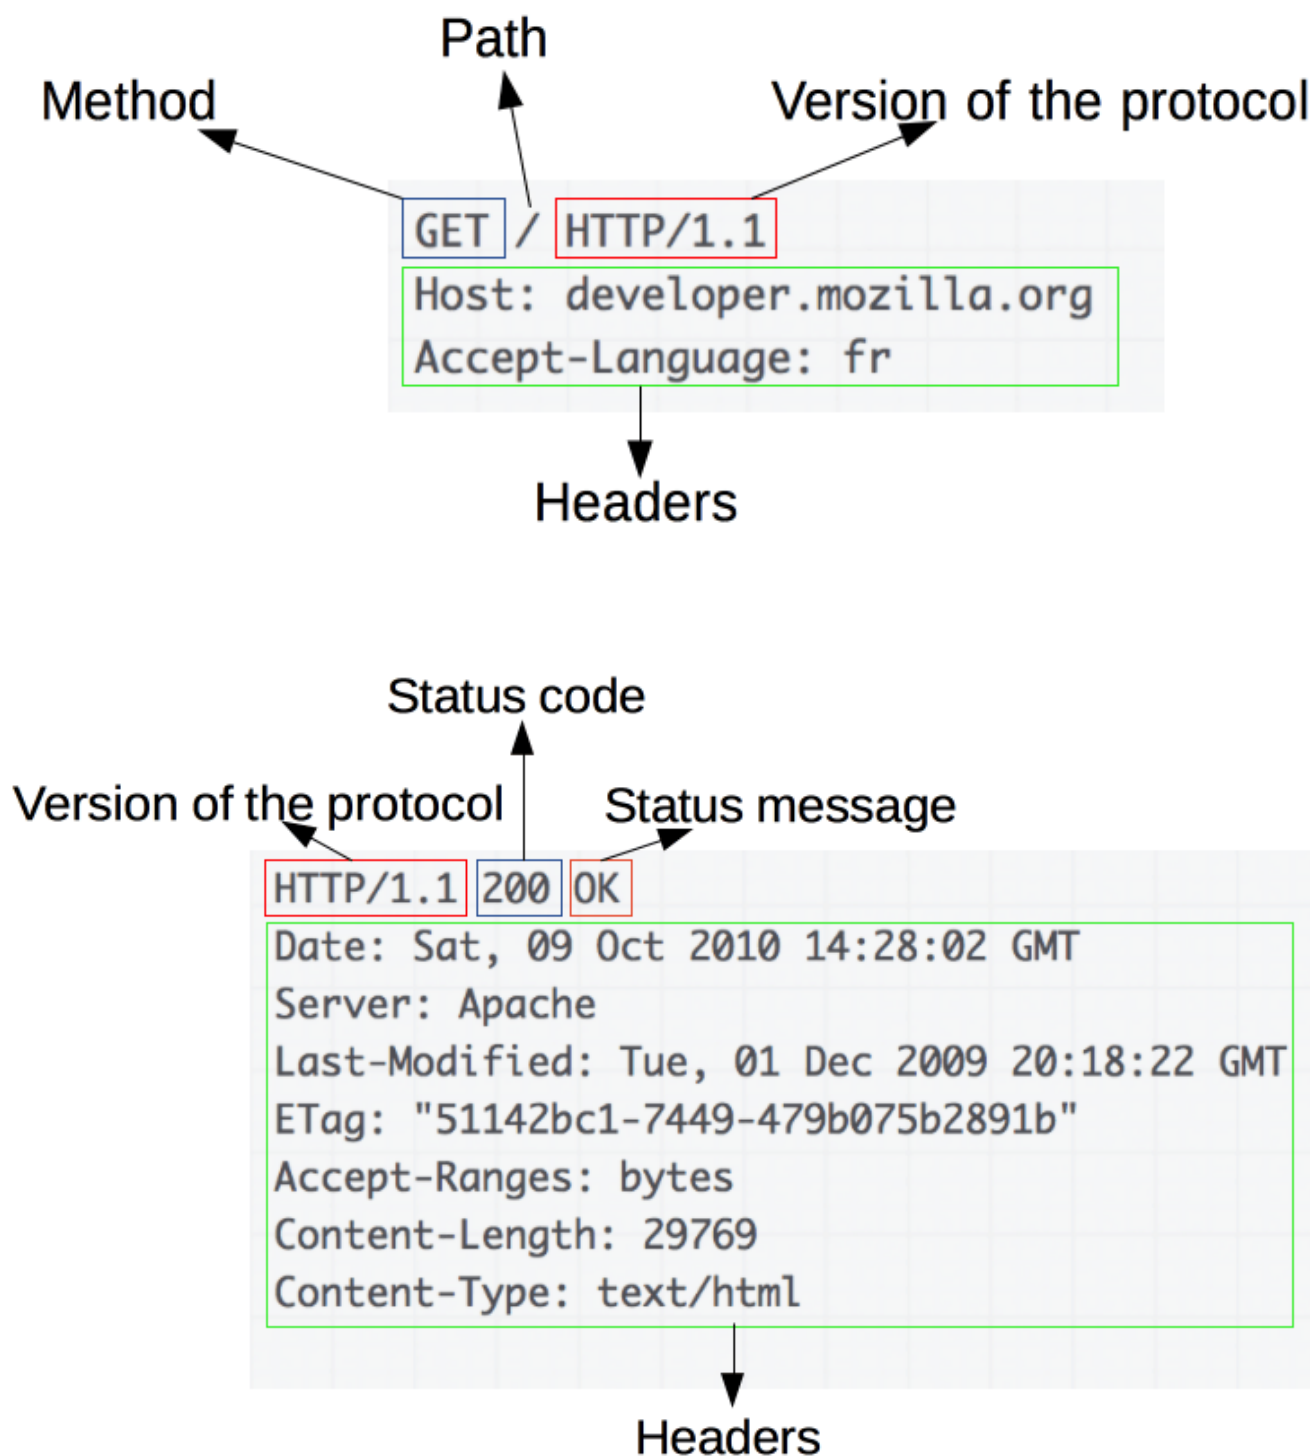 Path
Method
Version of the protocol
GET / HTTP/1.1
Host: developer.mozilla.org
Accept-Language: fr
Headers
Status code
Version of the protocol
Status message
HTTP/1.1 200 OK
Date: Sat, 09 Oct 2010 14:28:02 GMT
Server: Apache
Last-Modified: Tue, 01 Dec 2009 20:18:22 GMT
ETag: "51142bc1-7449-479b075b2891b"
Accept-Ranges: bytes
Content-Length: 29769
Content-Type: text/html
Headers